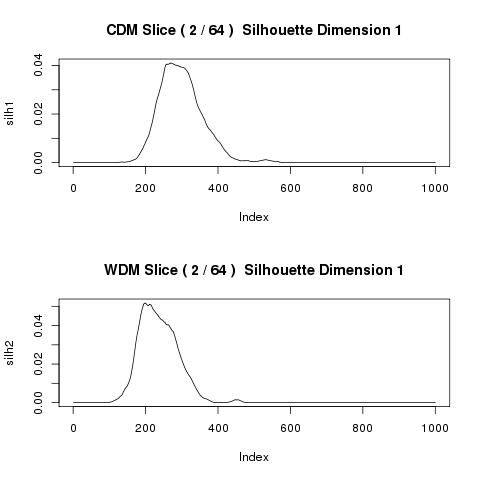 CDM Slice ( 2 / 64 ) Silhouette Dimension 1
silh1
0.04
0.02
0.00
0 200 400 600 800 1000
Index
WDM Slice ( 2 / 64 ) Silhouette Dimension 1
silh2
0.04
0.02
0.00
0 200 400 600 800 1000
Index